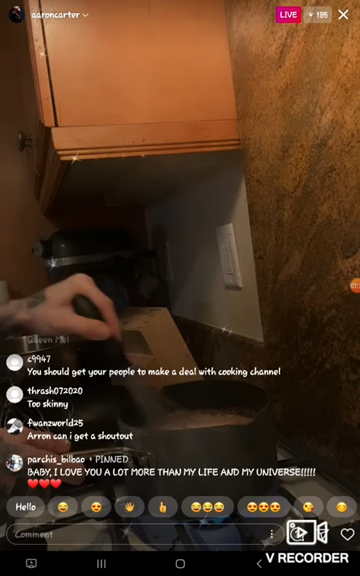 aaroncarter
LIVE
185
Queen Mel
c9947
You should get your people to make a deal with cooking channel
thrash072020
Too skinny
fwanzworld25
Arron can i get a shoutout
parchis_bilbao • PINNED
BABY, I LOVE YOU A LOT MORE THAN MY LIFE AND MY UNIVERSE!!!!!
❤️❤️❤️
Hello
Comment
V RECORDER